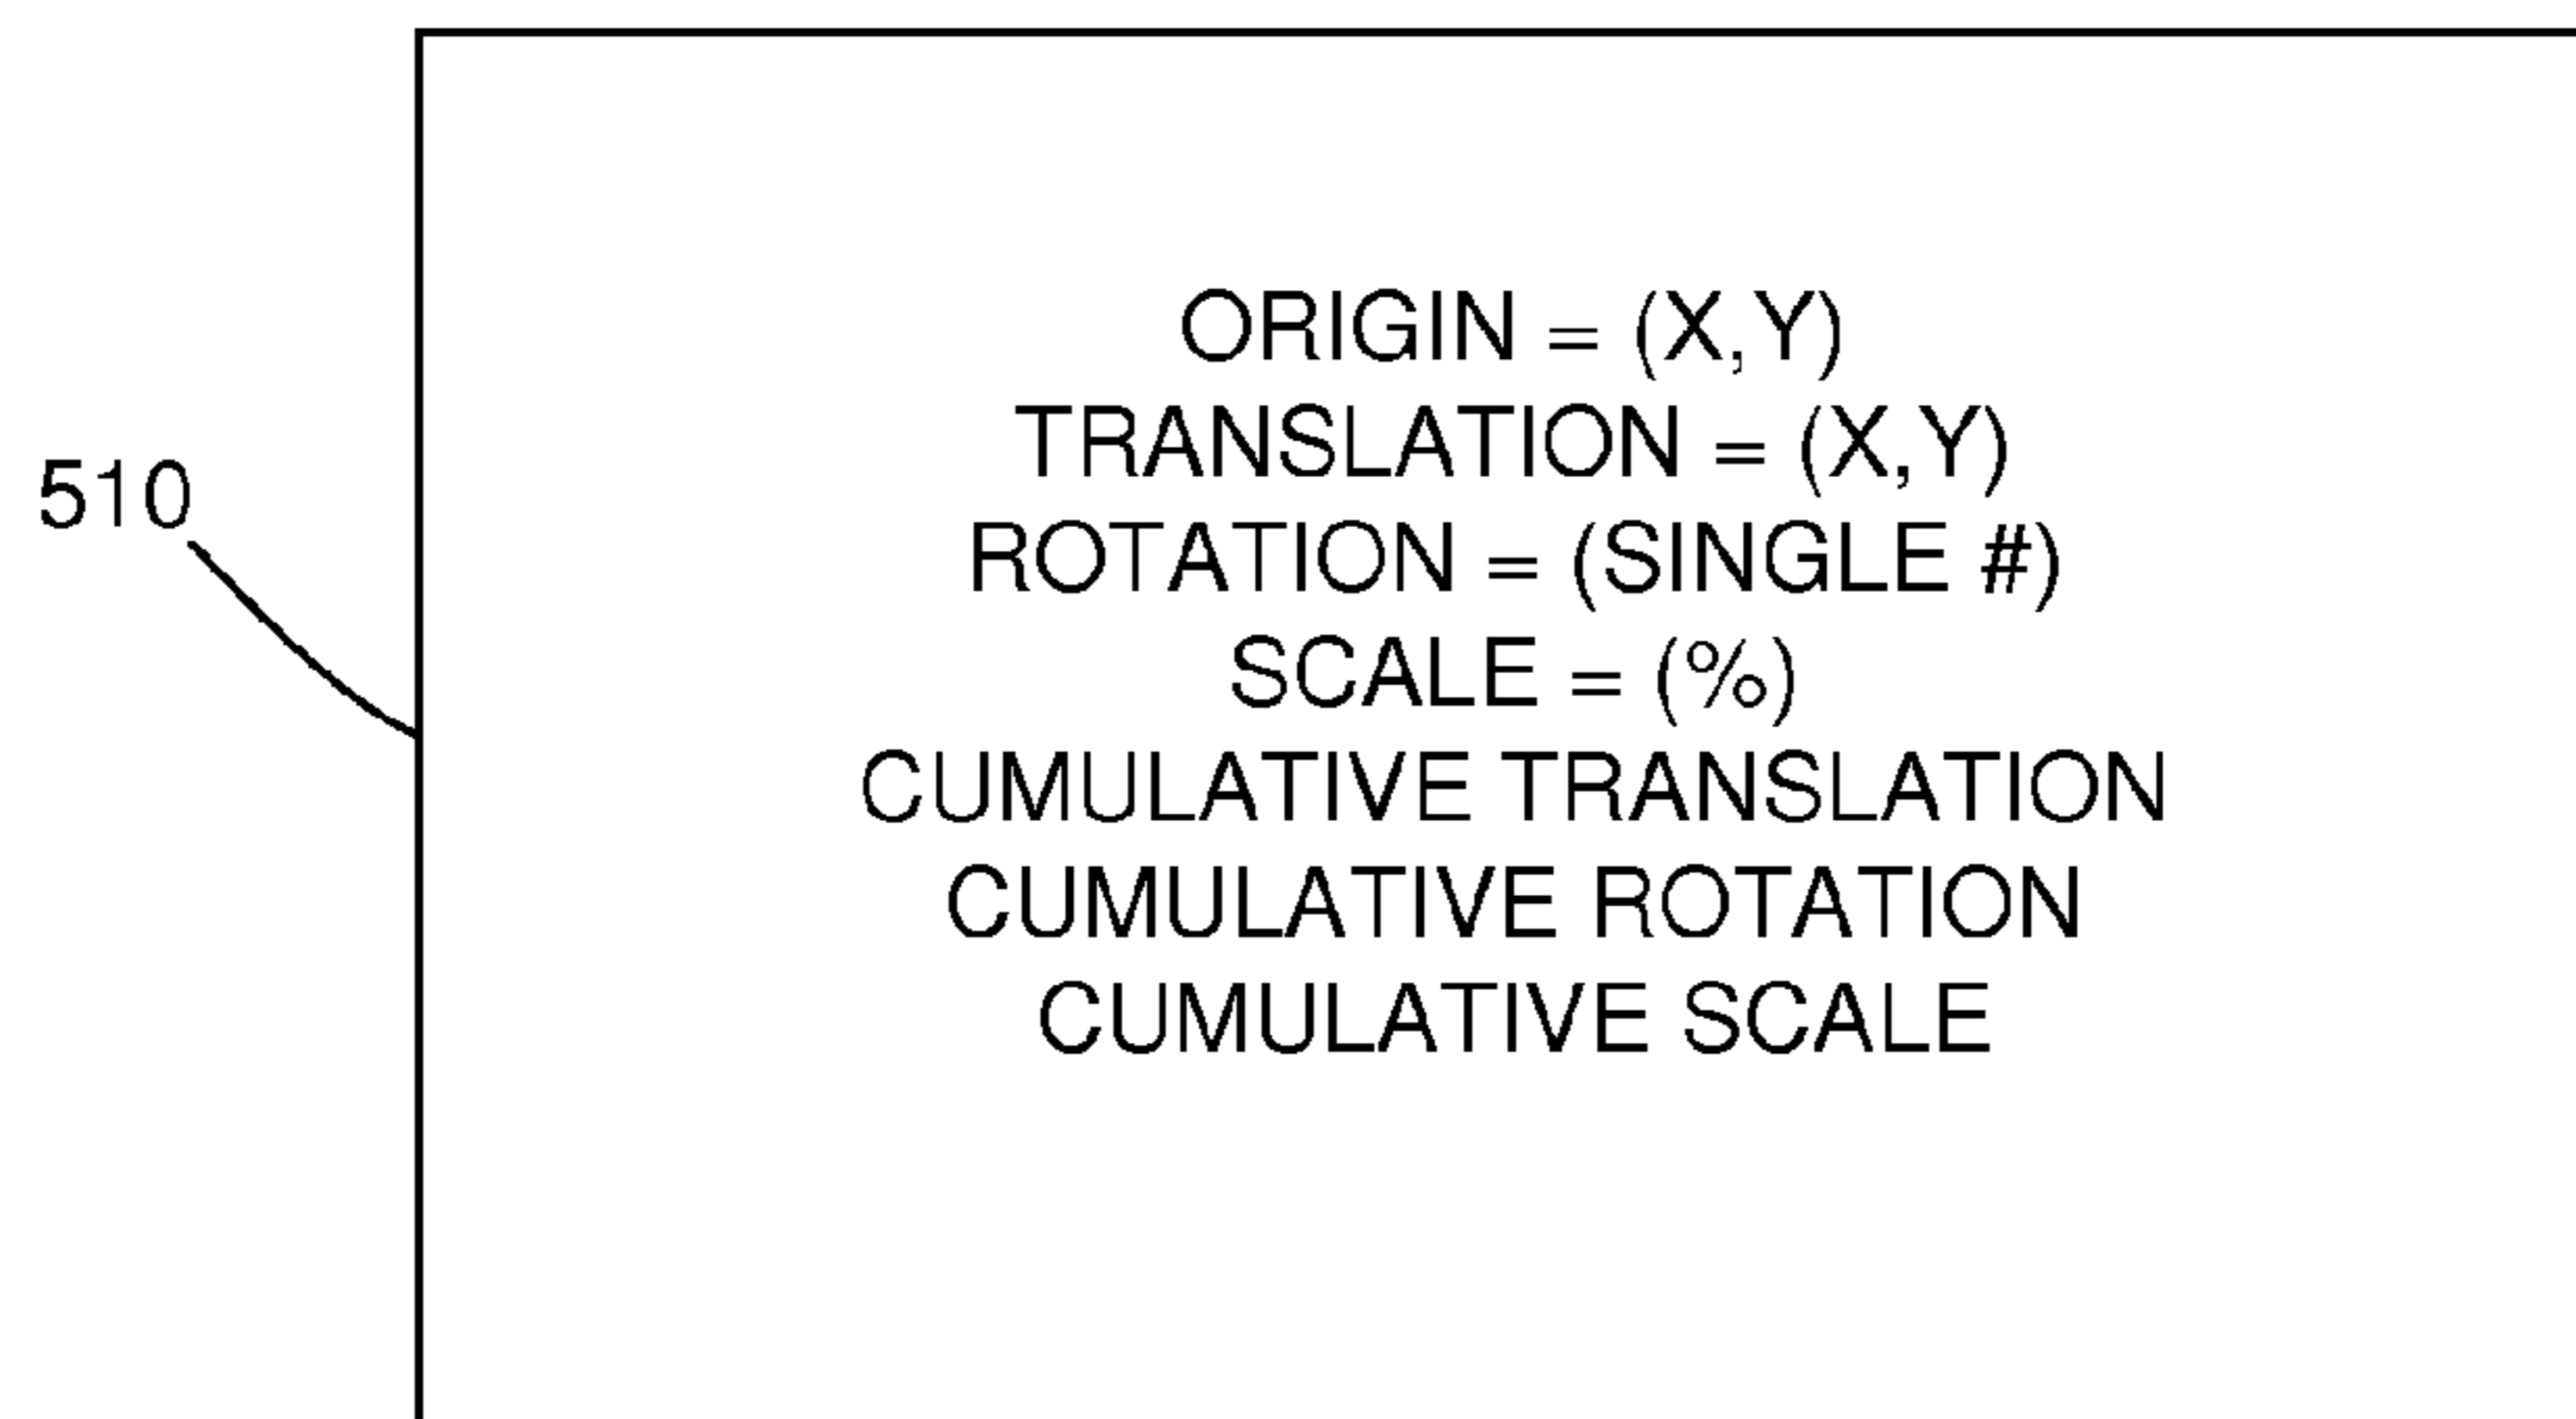 ORIGIN = (X,Y)
TRANSLATION = (X,Y)
510
ROTATION = (SINGLE #)
SCALE = (%)
CUMULATIVE TRANSLATION
CUMULATIVE ROTATION
CUMULATIVE SCALE